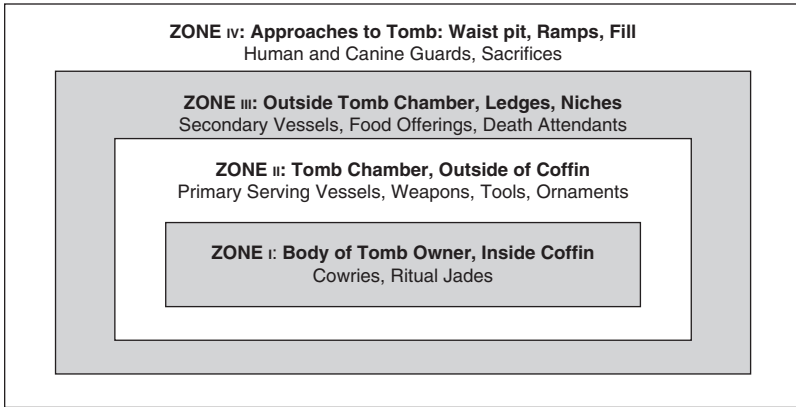 ZONE IV: Approaches to Tomb: Waist pit, Ramps, Fill
Human and Canine Guards, Sacrifices
ZONE III: Outside Tomb Chamber, Ledges, Niches
Secondary Vessels, Food Offerings, Death Attendants
ZONE II: Tomb Chamber, Outside of Coffin
Primary Serving Vessels, Weapons, Tools, Ornaments
ZONE I: Body of Tomb Owner, Inside Coffin
Cowries, Ritual Jades